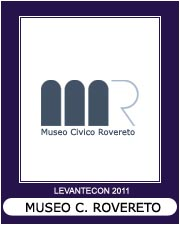 Museo Civico Rovereto
LEVANTECON 2011
MUSEO C. ROVERETO